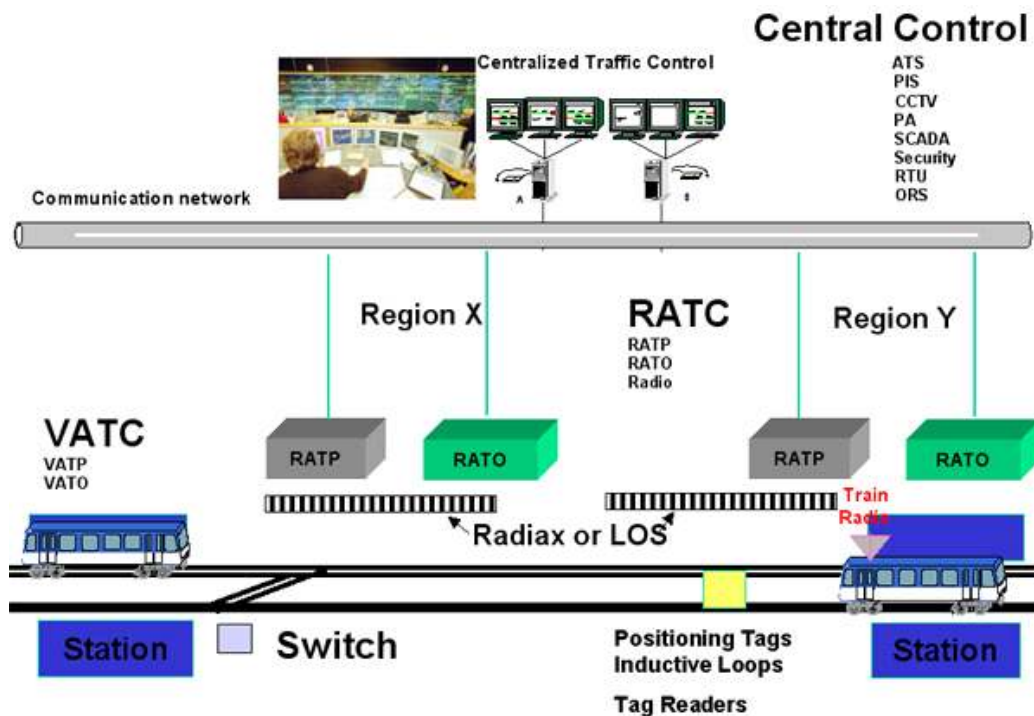 Central Control
ATS
PIS
CCTV
PA
SCADA
Security
RTU
ORS
Centralized Traffic Control
A
Communication network
Region X
RATC
RATP
RATO
Radio
Region Y
VATC
VATP
VATO
RATP
RATO
RATP
RATO
Train
Radio
Radiax or LOS
Station
Switch
Positioning Tags
Inductive Loops
Tag Readers
Station